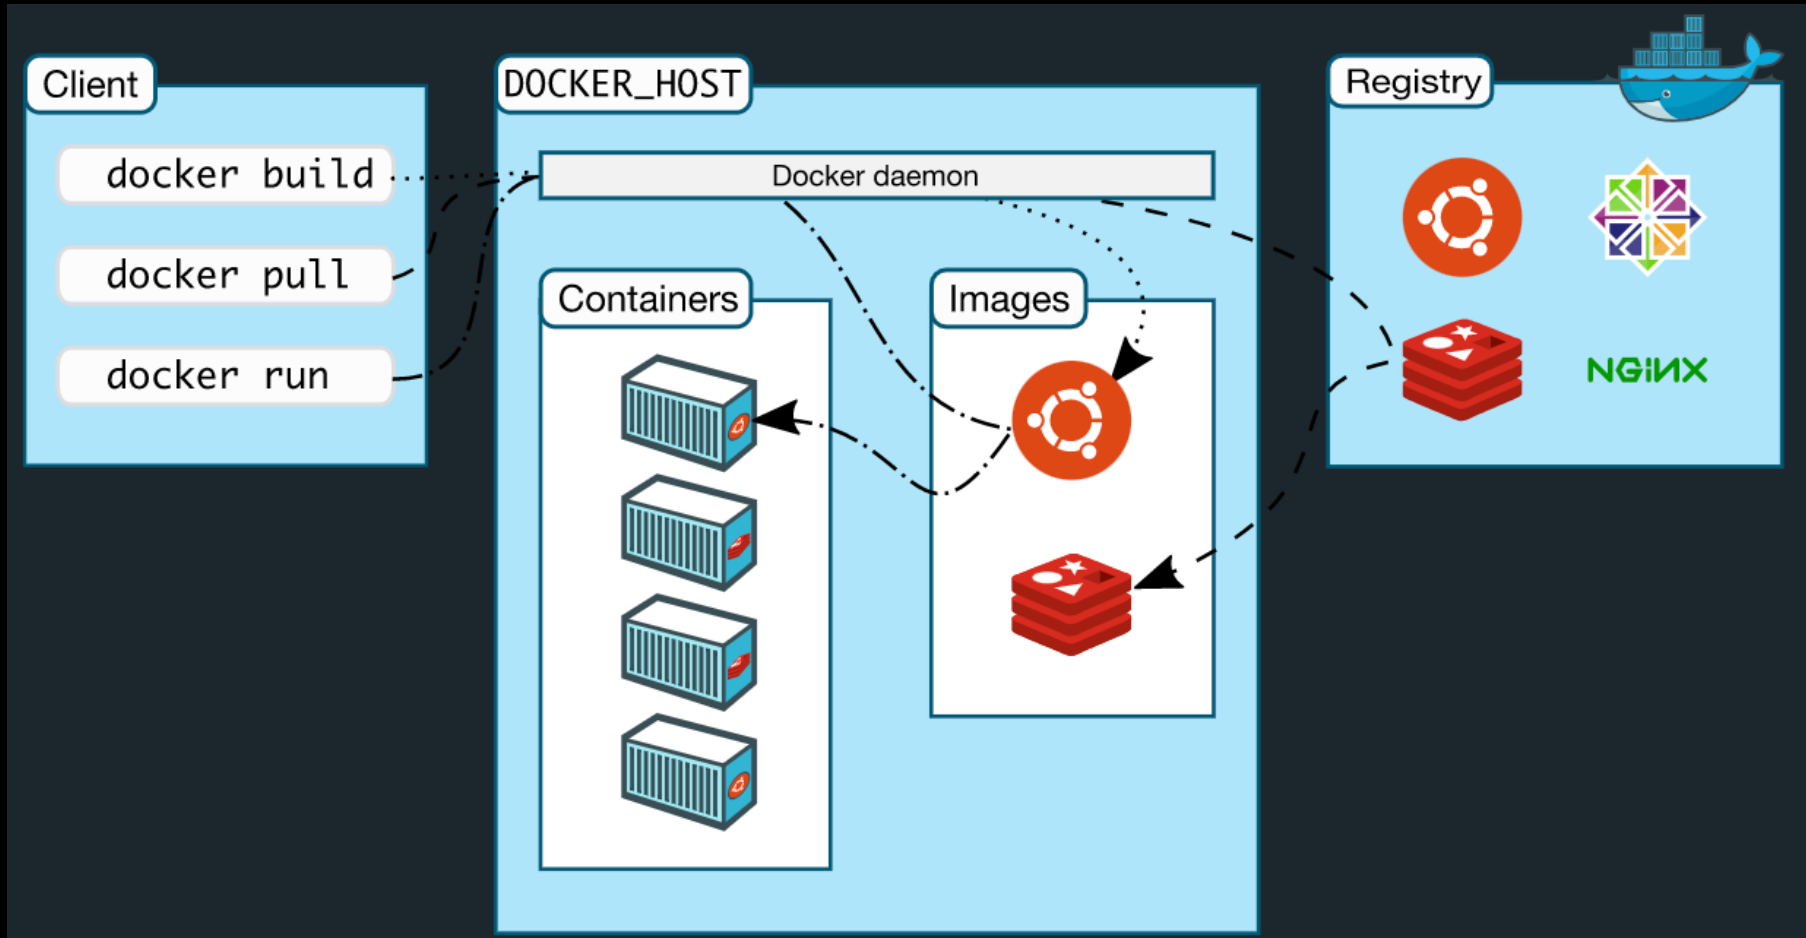 Client
docker build
docker pull
docker run
DOCKER_HOST
Docker daemon
Containers
Images
Registry
NGiNX